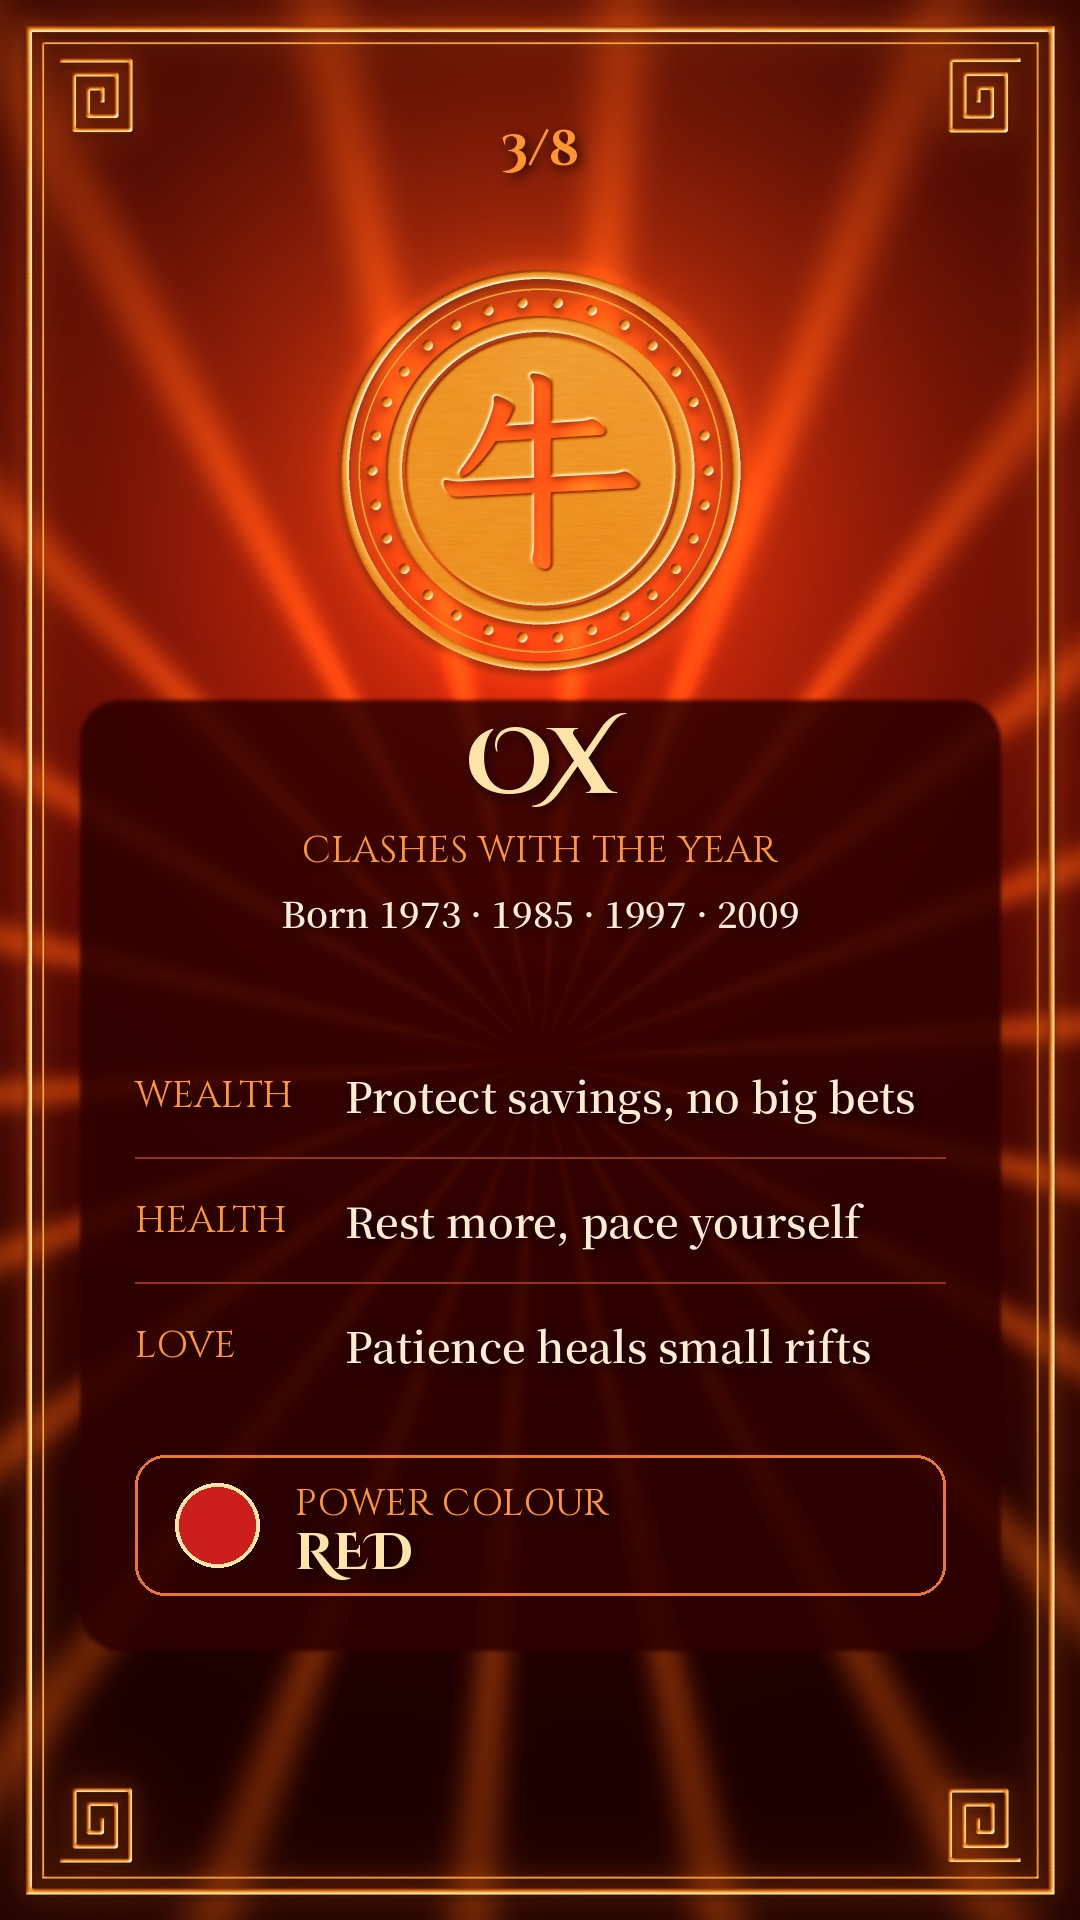 3/8
牛
OX
CLASHES WITH THE YEAR
Born 1973 · 1985 · 1997 · 2009
WEALTH Protect savings, no big bets
HEALTH Rest more, pace yourself
LOVE Patience heals small rifts
POWER COLOUR
RED